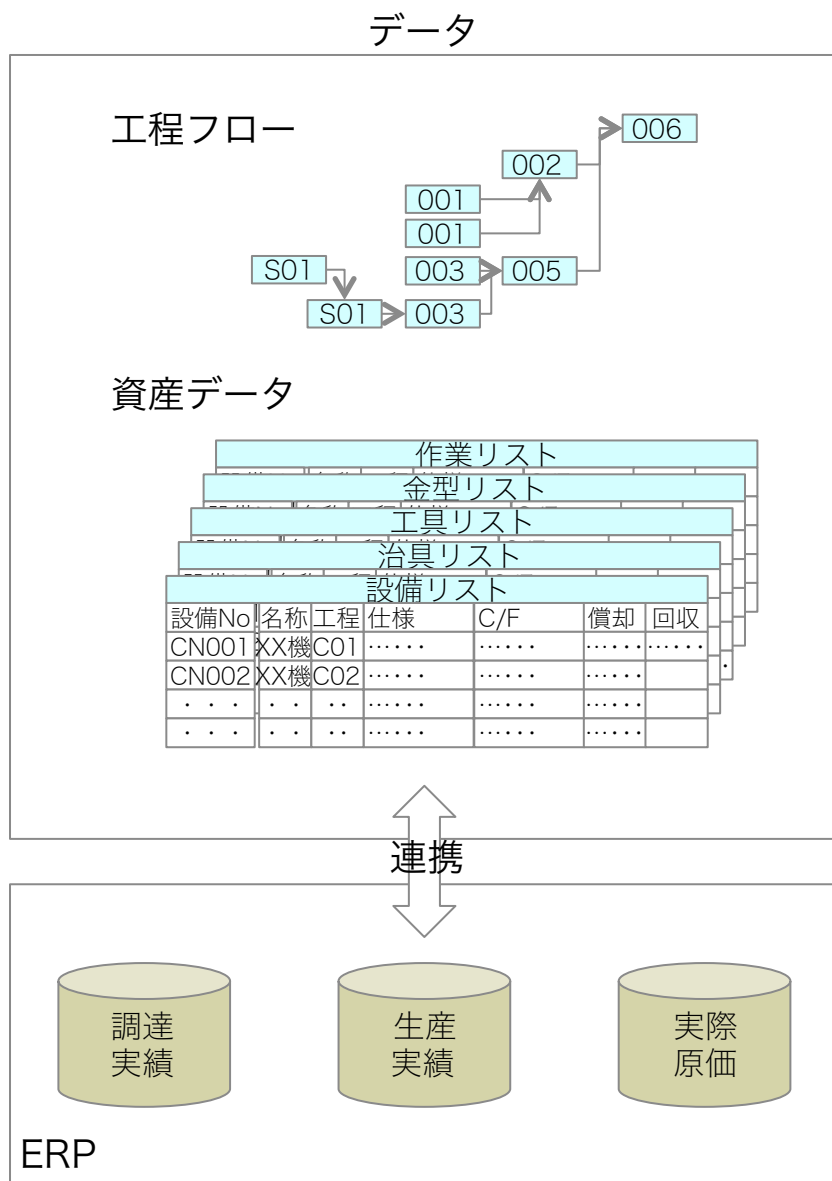 データ
工程フロー
006
002
001
001
S01
003
005
S01
003
資産データ
作業リスト
金型リスト
工具リスト
治具リスト
設備リスト
設備No 名称 工程 仕様 C/F 償却 回収
CN001 XX機 C01 ‥‥‥ ‥‥‥ ‥‥‥ ‥‥‥
CN002 XX機 C02 ‥‥‥ ‥‥‥ ‥‥‥
・・・ ・・ ‥ ‥‥‥ ‥‥‥ ‥‥‥
・・・ ・・ ‥ ‥‥‥ ‥‥‥ ‥‥‥
連携
調達
実績
生産
実績
実際
原価
ERP